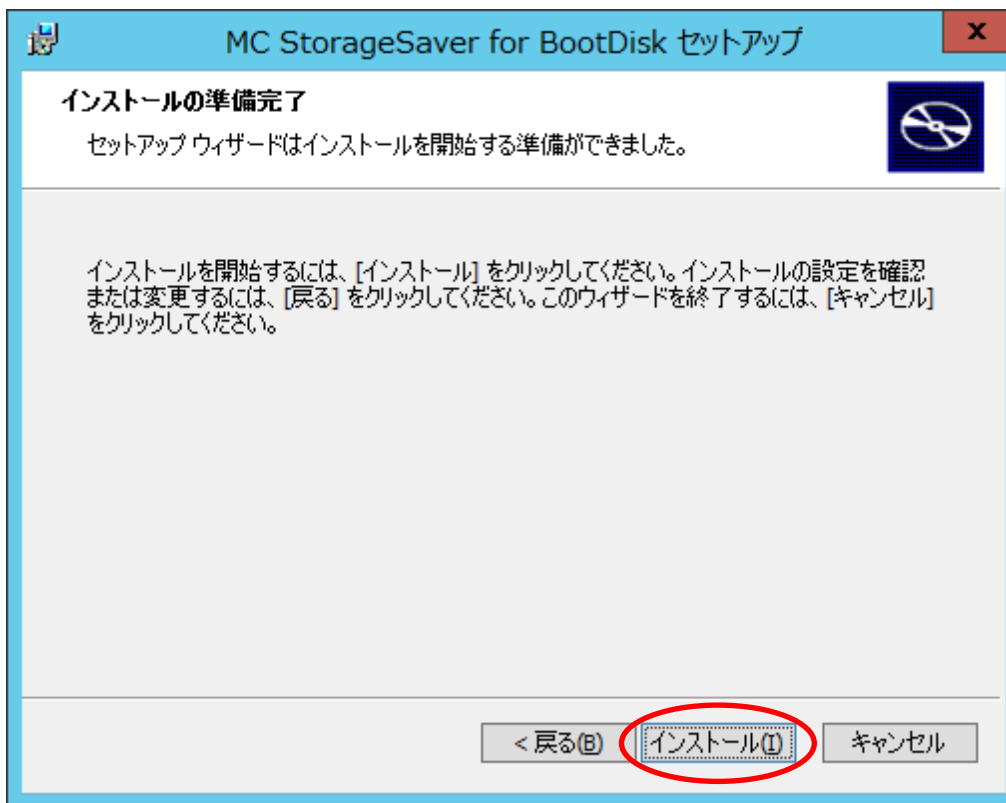 MC StorageSaver for BootDisk セットアップ
x
インストールの準備完了
セットアップ ウィザードはインストールを開始する準備ができました。
インストールを開始するには、[インストール] をクリックしてください。インストールの設定を確認
または変更するには、[戻る] をクリックしてください。このウィザードを終了するには、[キャンセル]
をクリックしてください。
< 戻る(B) インストール(I) キャンセル